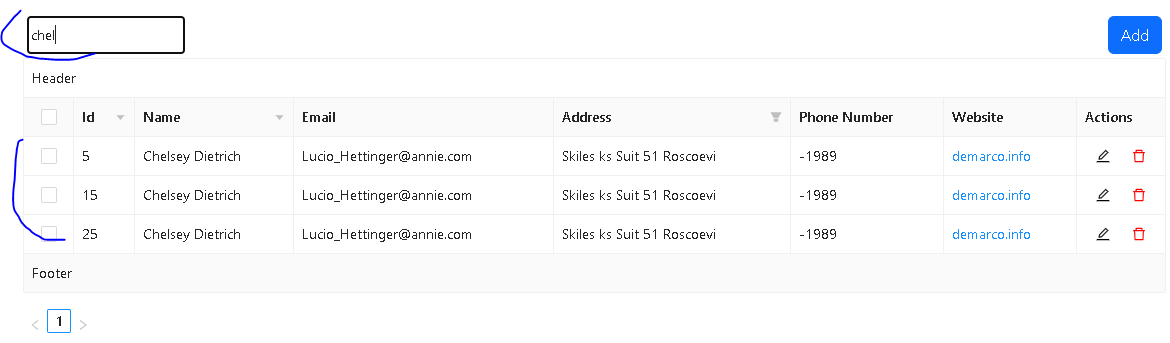 chel
Add
Header
Id Name Email Address Phone Number Website Actions
5 Chelsey Dietrich Lucio_Hettinger@annie.com Skiles ks Suit 51 Roscoevi -1989 demarco.info
15 Chelsey Dietrich Lucio_Hettinger@annie.com Skiles ks Suit 51 Roscoevi -1989 demarco.info
25 Chelsey Dietrich Lucio_Hettinger@annie.com Skiles ks Suit 51 Roscoevi -1989 demarco.info
Footer
1